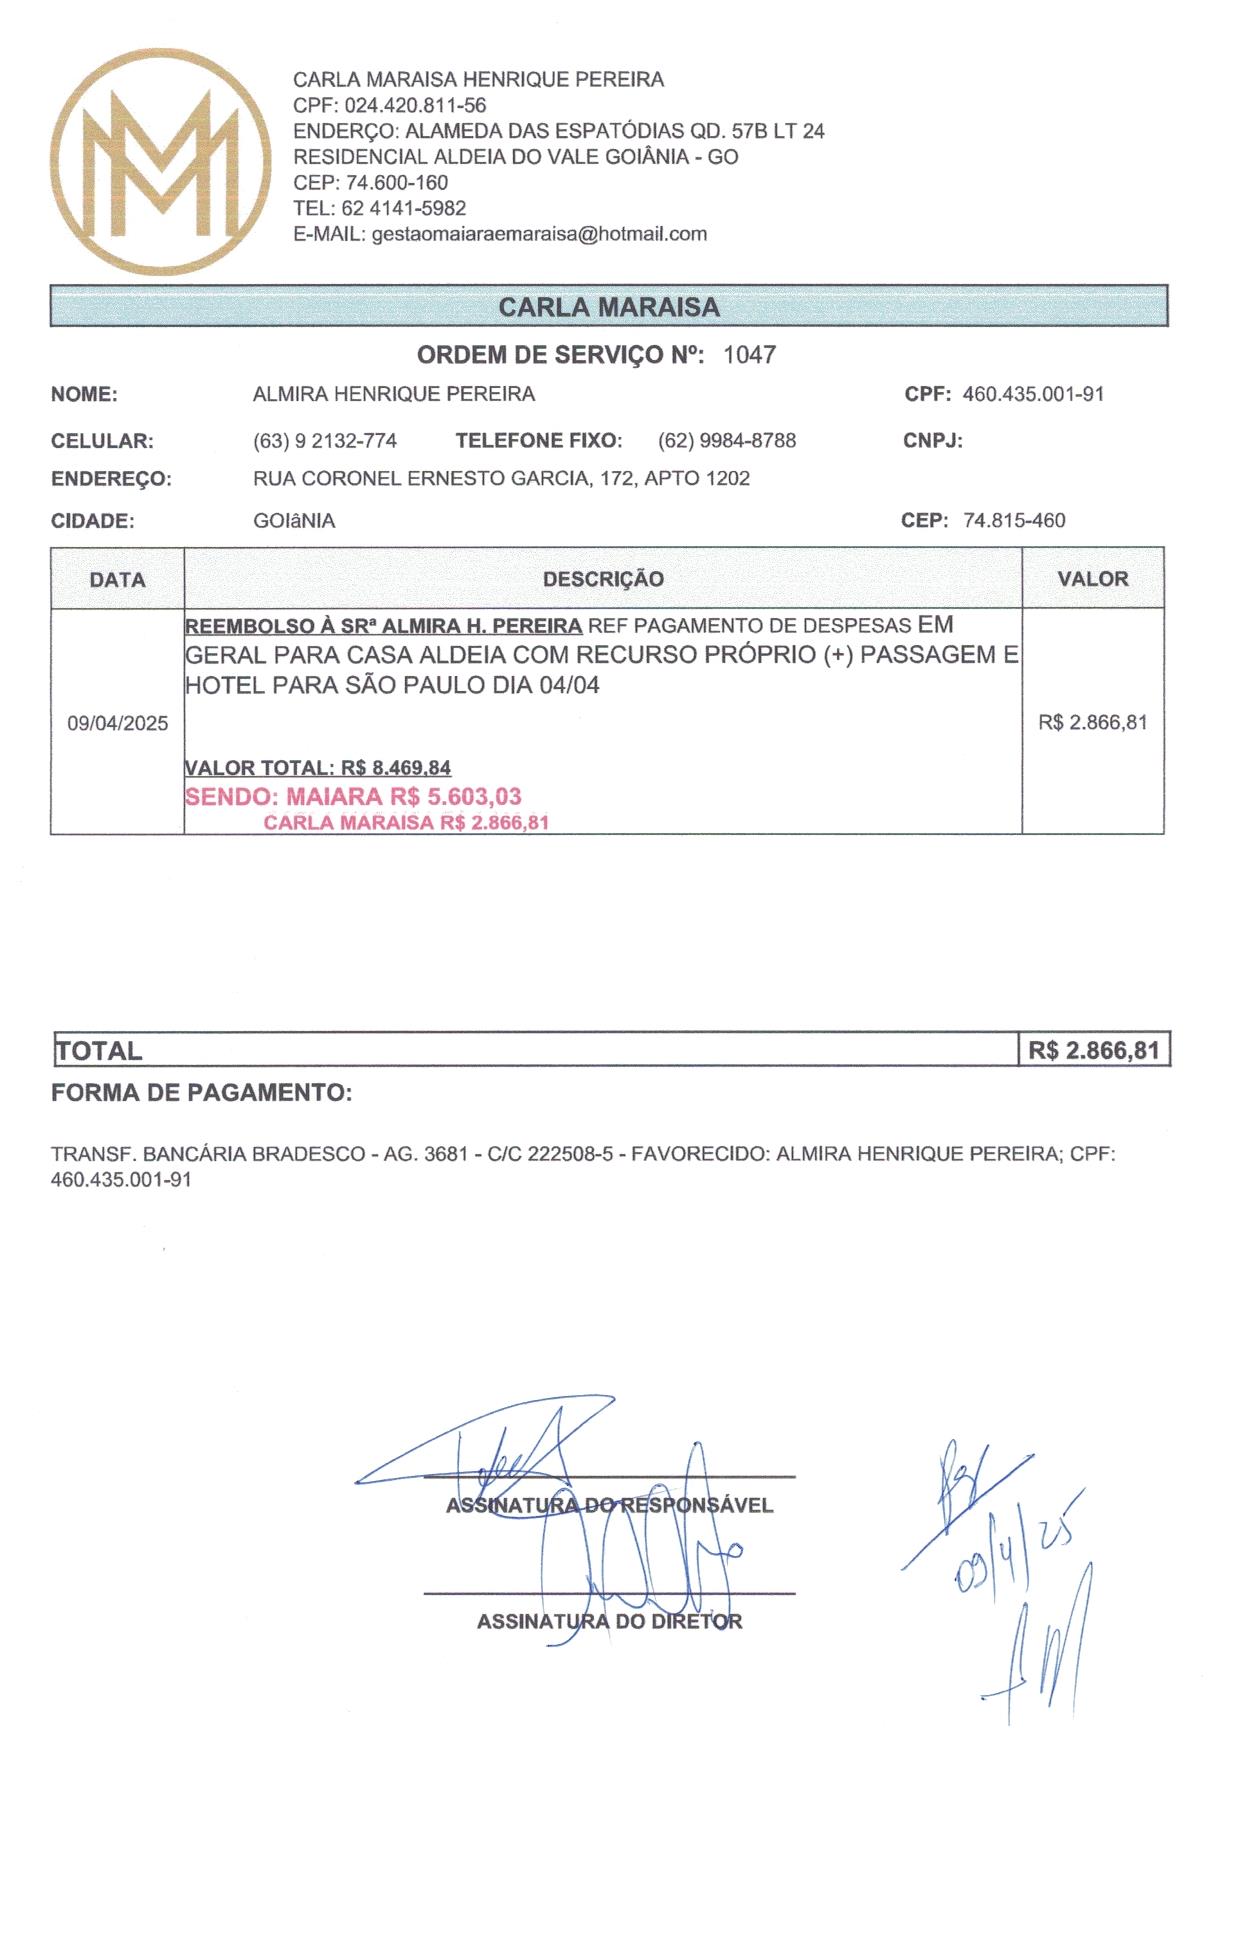 CARLA MARAISA HENRIQUE PEREIRA
CPF: 024.420.811-56
ENDERÇO: ALAMEDA DAS ESPATÓDIAS QD. 57B LT 24
RESIDENCIAL ALDEIA DO VALE GOIÂNIA - GO
CEP: 74.600-160
TEL: 62 4141-5982
E-MAIL: gestaomaiaraemaraisa@hotmail.com
CARLA MARAISA
ORDEM DE SERVIÇO Nº: 1047
NOME: ALMIRA HENRIQUE PEREIRA CPF: 460.435.001-91
CELULAR: (63) 9 2132-774 TELEFONE FIXO: (62) 9984-8788 CNPJ:
ENDEREÇO: RUA CORONEL ERNESTO GARCIA, 172, APTO 1202
CIDADE: GOIâNIA CEP: 74.815-460
DATA DESCRIÇÃO VALOR
REEMBOLSO À SRª ALMIRA H. PEREIRA REF PAGAMENTO DE DESPESAS EM
GERAL PARA CASA ALDEIA COM RECURSO PRÓPRIO (+) PASSAGEM E
HOTEL PARA SÃO PAULO DIA 04/04
09/04/2025 R$ 2.866,81
VALOR TOTAL: R$ 8.469,84
SENDO: MAIARA R$ 5.603,03
CARLA MARAISA R$ 2.866,81
TOTAL R$ 2.866,81
FORMA DE PAGAMENTO:
TRANSF. BANCÁRIA BRADESCO - AG. 3681 - C/C 222508-5 - FAVORECIDO: ALMIRA HENRIQUE PEREIRA; CPF:
460.435.001-91
ASSINATURA DO RESPONSÁVEL
09/4/25
ASSINATURA DO DIRETOR